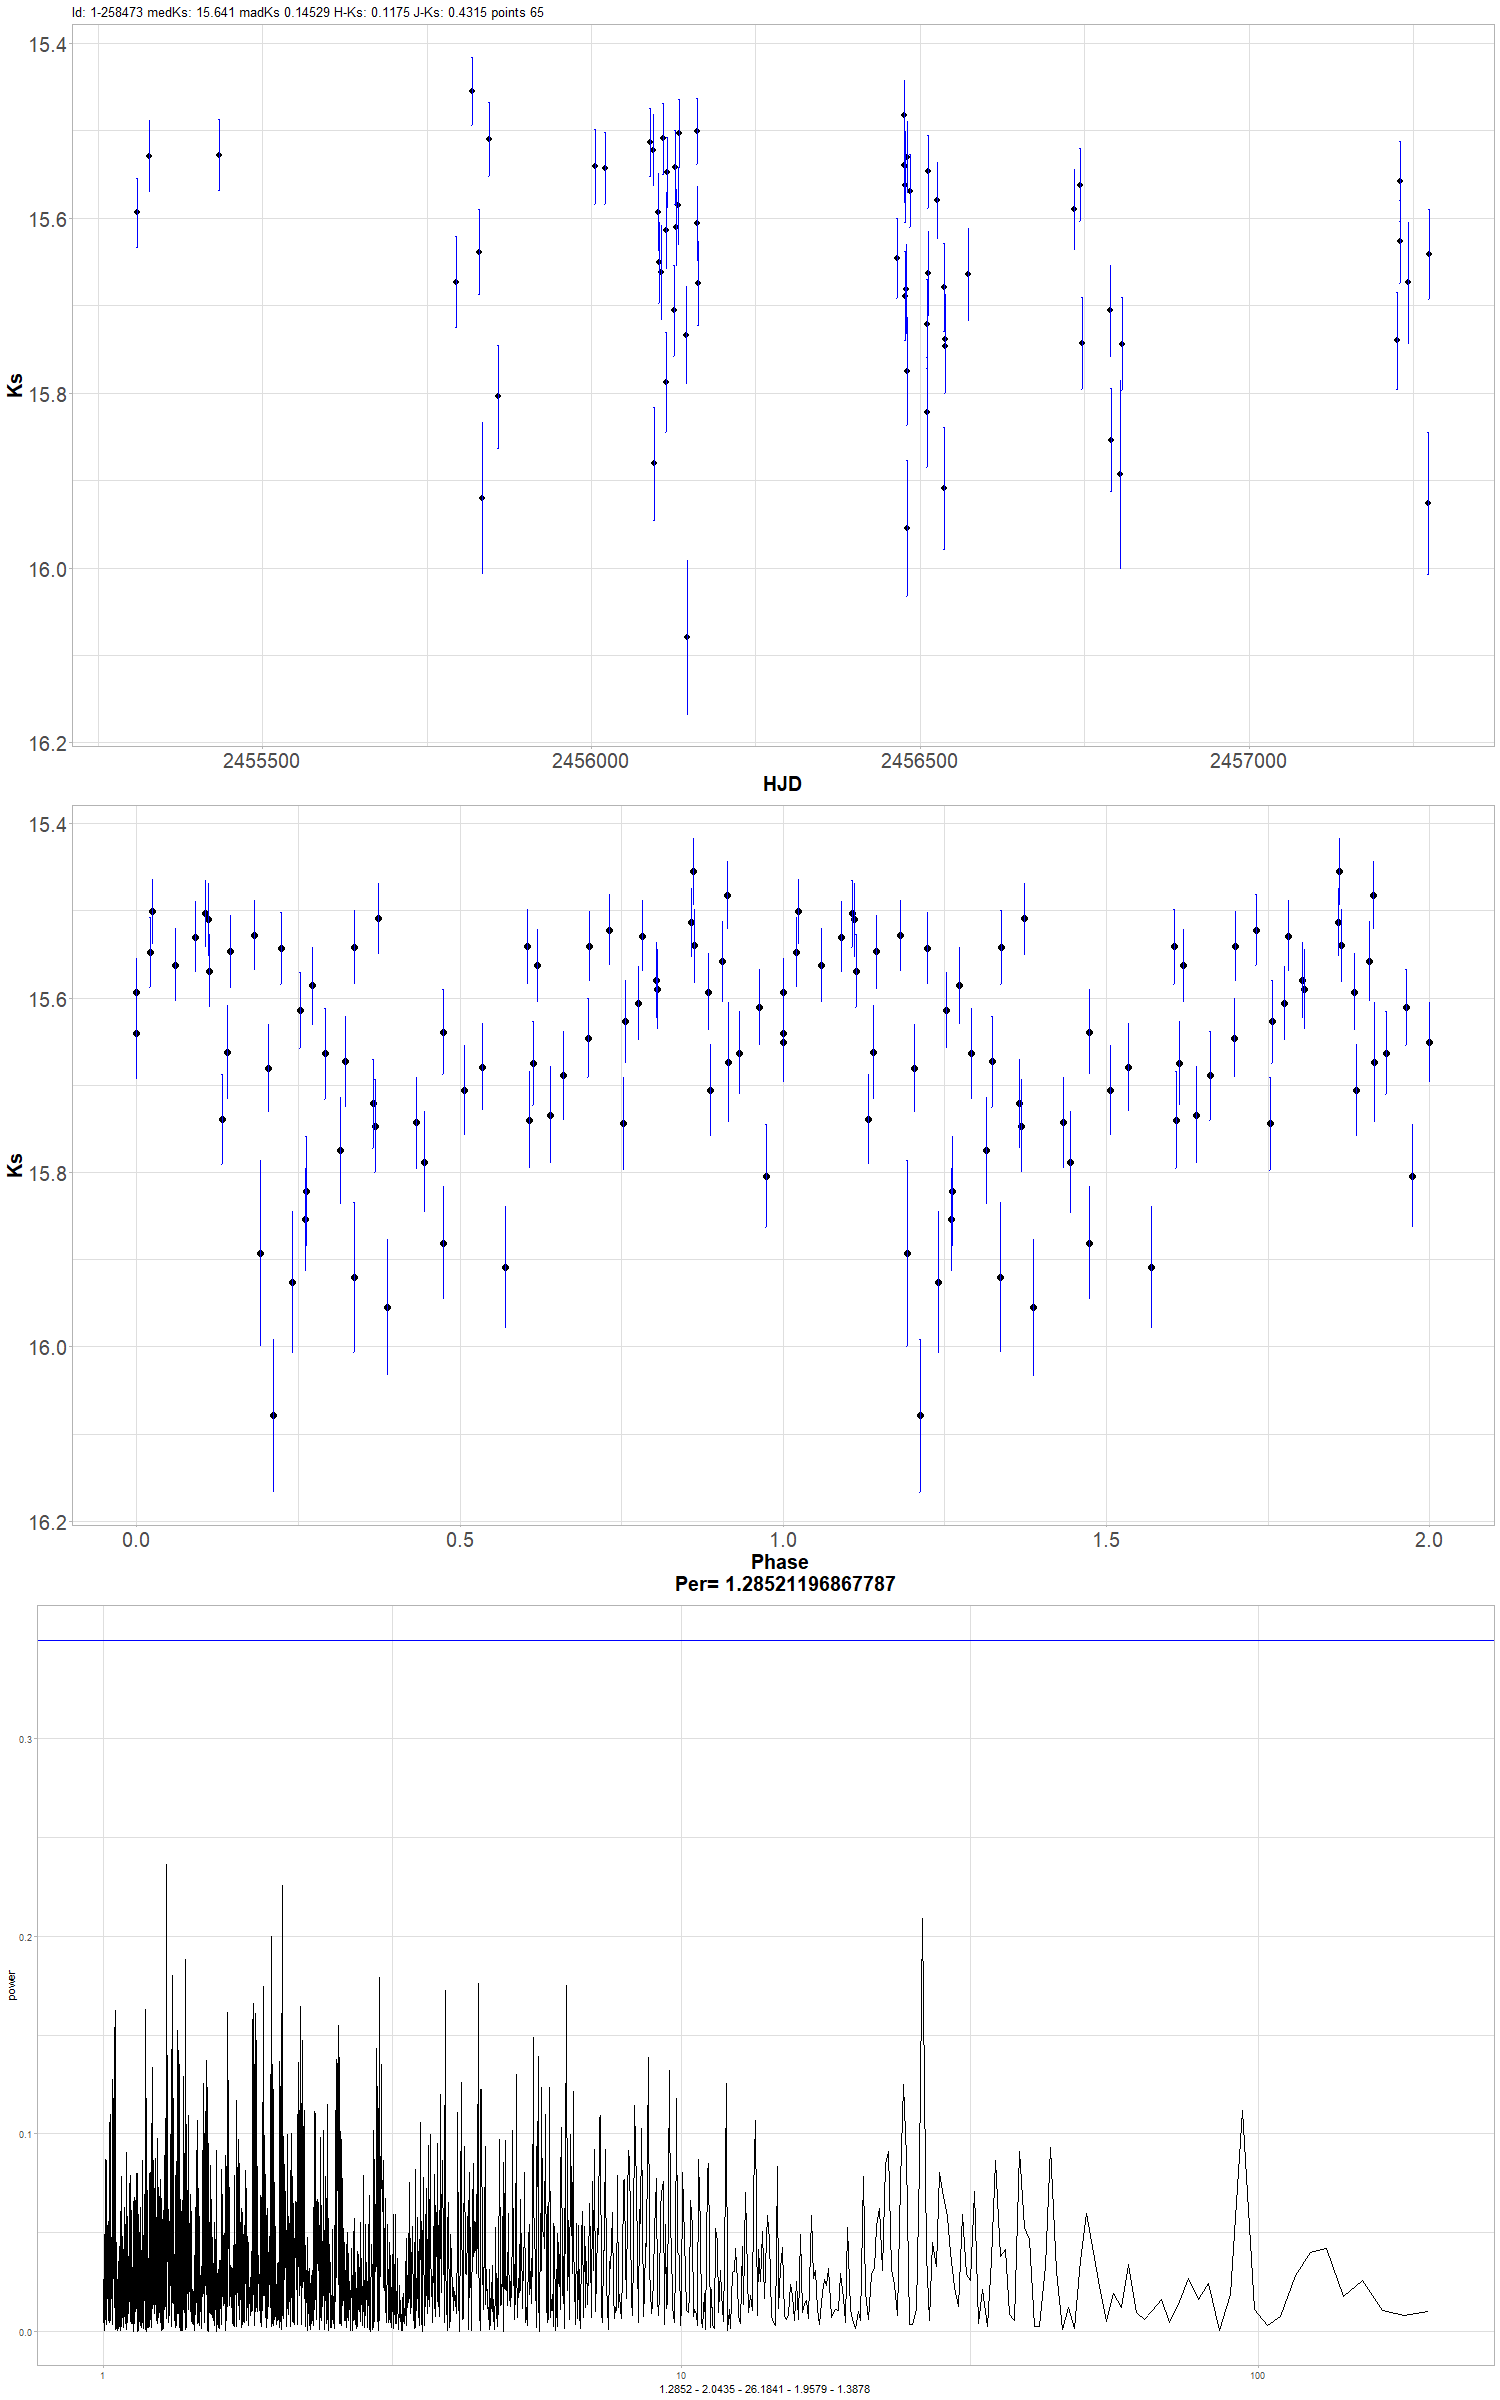 Id: 1-258473 medKs: 15.641 madKs 0.14529 H-Ks: 0.1175 J-Ks: 0.4315 points 65
15.4
15.6
15.8
16.0
16.2
Ks
2455500 2456000 2456500 2457000
HJD
15.4
15.6
15.8
16.0
16.2
Ks
0.0 0.5 1.0 1.5 2.0
Phase
Per= 1.28521196867787
0.3
0.2
0.1
0.0
power
1 10 100
1.2852 - 2.0435 - 26.1841 - 1.9579 - 1.3878